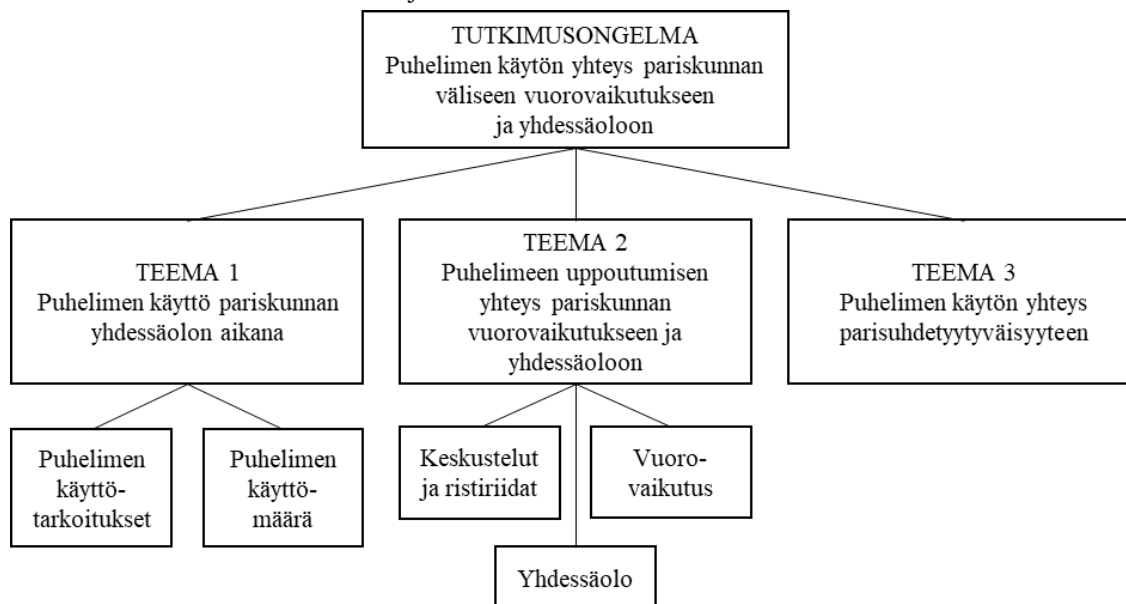 TUTKIMUSONGELMA
Puhelimen käytön yhteys pariskunnan
väliseen vuorovaikutukseen
ja yhdessäoloon
TEEMA 1
Puhelimen käyttö pariskunnan
yhdessäolon aikana
TEEMA 2
Puhelimeen uppoutumisen
yhteys pariskunnan
vuorovaikutukseen ja
yhdessäoloon
TEEMA 3
Puhelimen käytön yhteys
parisuhdetyytyväisyyteen
Puhelimen
käyttö-
tarkoitukset
Puhelimen
käyttö-
määrä
Keskustelut
ja ristiriidat
Vuoro-
vaikutus
Yhdessäolo